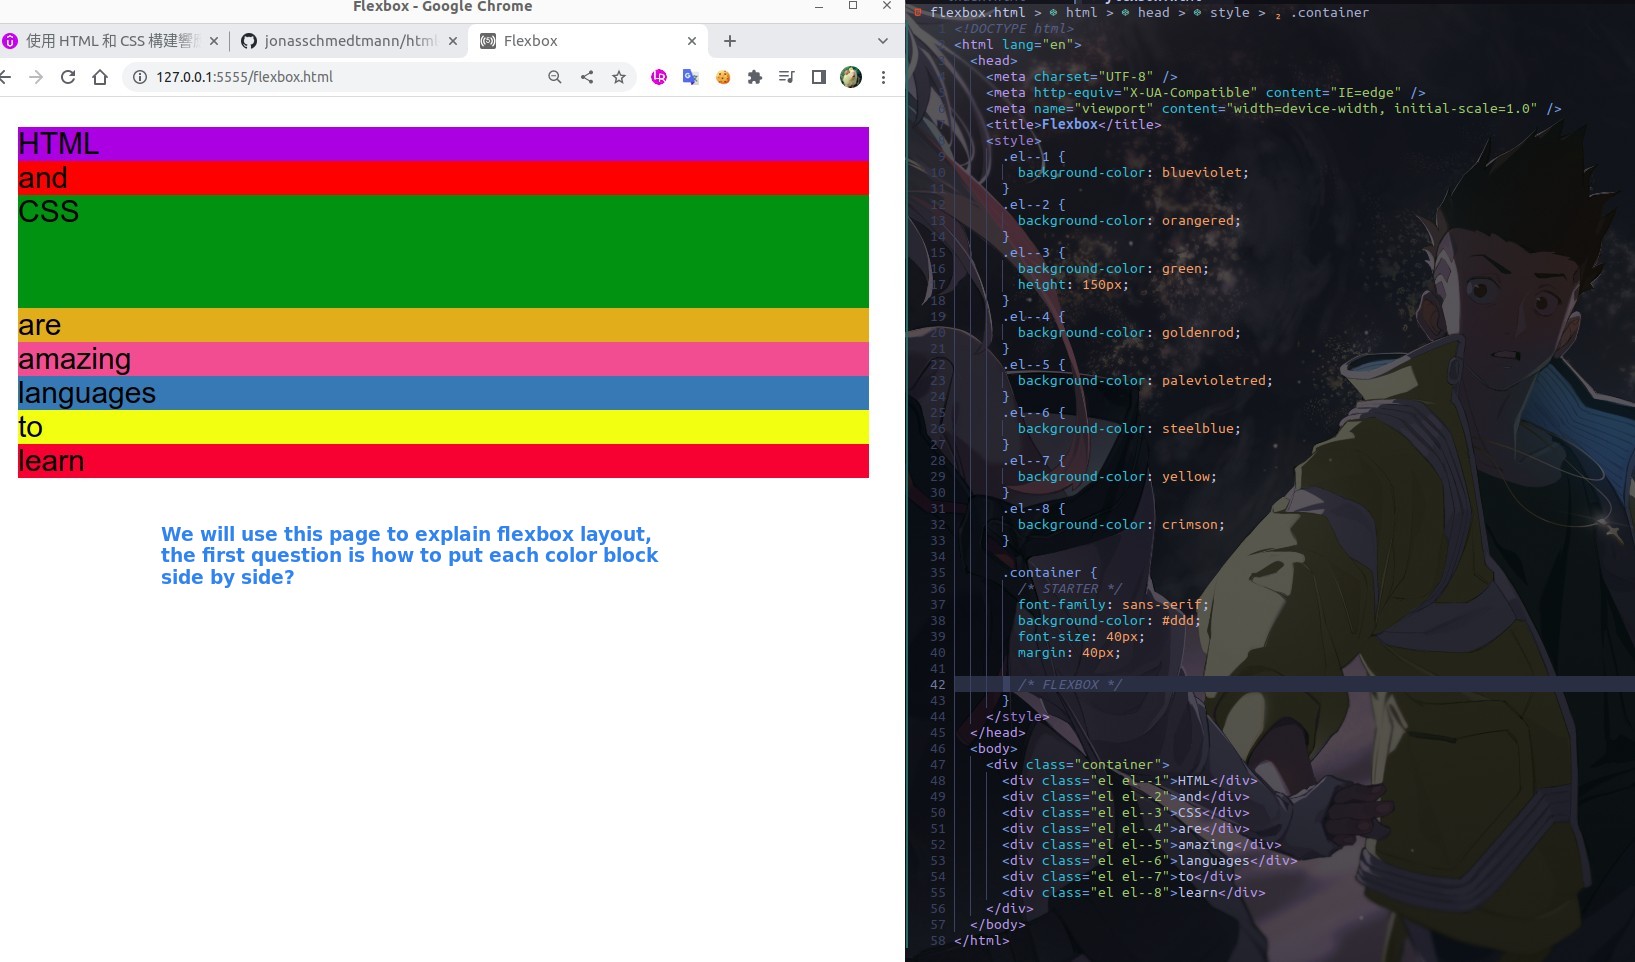 Flexbox - Google Chrome
使用 HTML 和 CSS 構建響應
jonasschmedtmann/html
Flexbox
127.0.0.1:5555/flexbox.html
HTML
and
CSS
are
amazing
languages
to
learn
We will use this page to explain flexbox layout,
the first question is how to put each color block
side by side?
flexbox.html > html > head > style > .container
1 <!DOCTYPE html>
2 <html lang="en">
3 <head>
4 <meta charset="UTF-8" />
5 <meta http-equiv="X-UA-Compatible" content="IE=edge" />
6 <meta name="viewport" content="width=device-width, initial-scale=1.0" />
7 <title>Flexbox</title>
8 <style>
9 .el--1 {
10 background-color: blueviolet;
11 }
12 .el--2 {
13 background-color: orangered;
14 }
15 .el--3 {
16 background-color: green;
17 height: 150px;
18 }
19 .el--4 {
20 background-color: goldenrod;
21 }
22 .el--5 {
23 background-color: palevioletred;
24 }
25 .el--6 {
26 background-color: steelblue;
27 }
28 .el--7 {
29 background-color: yellow;
30 }
31 .el--8 {
32 background-color: crimson;
33 }
34
35 .container {
36 /* STARTER */
37 font-family: sans-serif;
38 background-color: #ddd;
39 font-size: 40px;
40 margin: 40px;
41
42 /* FLEXBOX */
43 }
44 </style>
45 </head>
46 <body>
47 <div class="container">
48 <div class="el el--1">HTML</div>
49 <div class="el el--2">and</div>
50 <div class="el el--3">CSS</div>
51 <div class="el el--4">are</div>
52 <div class="el el--5">amazing</div>
53 <div class="el el--6">languages</div>
54 <div class="el el--7">to</div>
55 <div class="el el--8">learn</div>
56 </div>
57 </body>
58 </html>